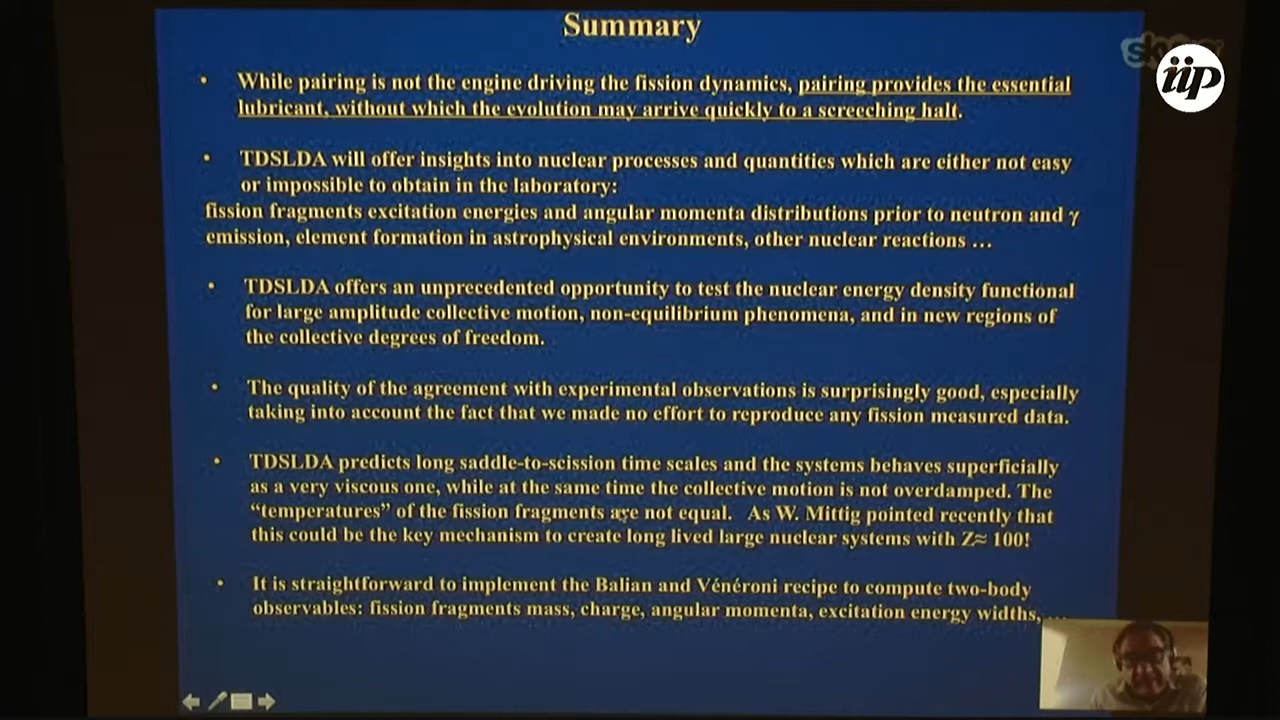 Summary
skype
iip
• While pairing is not the engine driving the fission dynamics, pairing provides the essential
lubricant, without which the evolution may arrive quickly to a screeching halt.
• TDSLDA will offer insights into nuclear processes and quantities which are either not easy
or impossible to obtain in the laboratory:
fission fragments excitation energies and angular momenta distributions prior to neutron and γ
emission, element formation in astrophysical environments, other nuclear reactions …
• TDSLDA offers an unprecedented opportunity to test the nuclear energy density functional
for large amplitude collective motion, non-equilibrium phenomena, and in new regions of
the collective degrees of freedom.
• The quality of the agreement with experimental observations is surprisingly good, especially
taking into account the fact that we made no effort to reproduce any fission measured data.
• TDSLDA predicts long saddle-to-scission time scales and the systems behaves superficially
as a very viscous one, while at the same time the collective motion is not overdamped. The
“temperatures” of the fission fragments are not equal. As W. Mittig pointed recently that
this could be the key mechanism to create long lived large nuclear systems with Z≈ 100!
• It is straightforward to implement the Balian and Vénéroni recipe to compute two-body
observables: fission fragments mass, charge, angular momenta, excitation energy widths, …